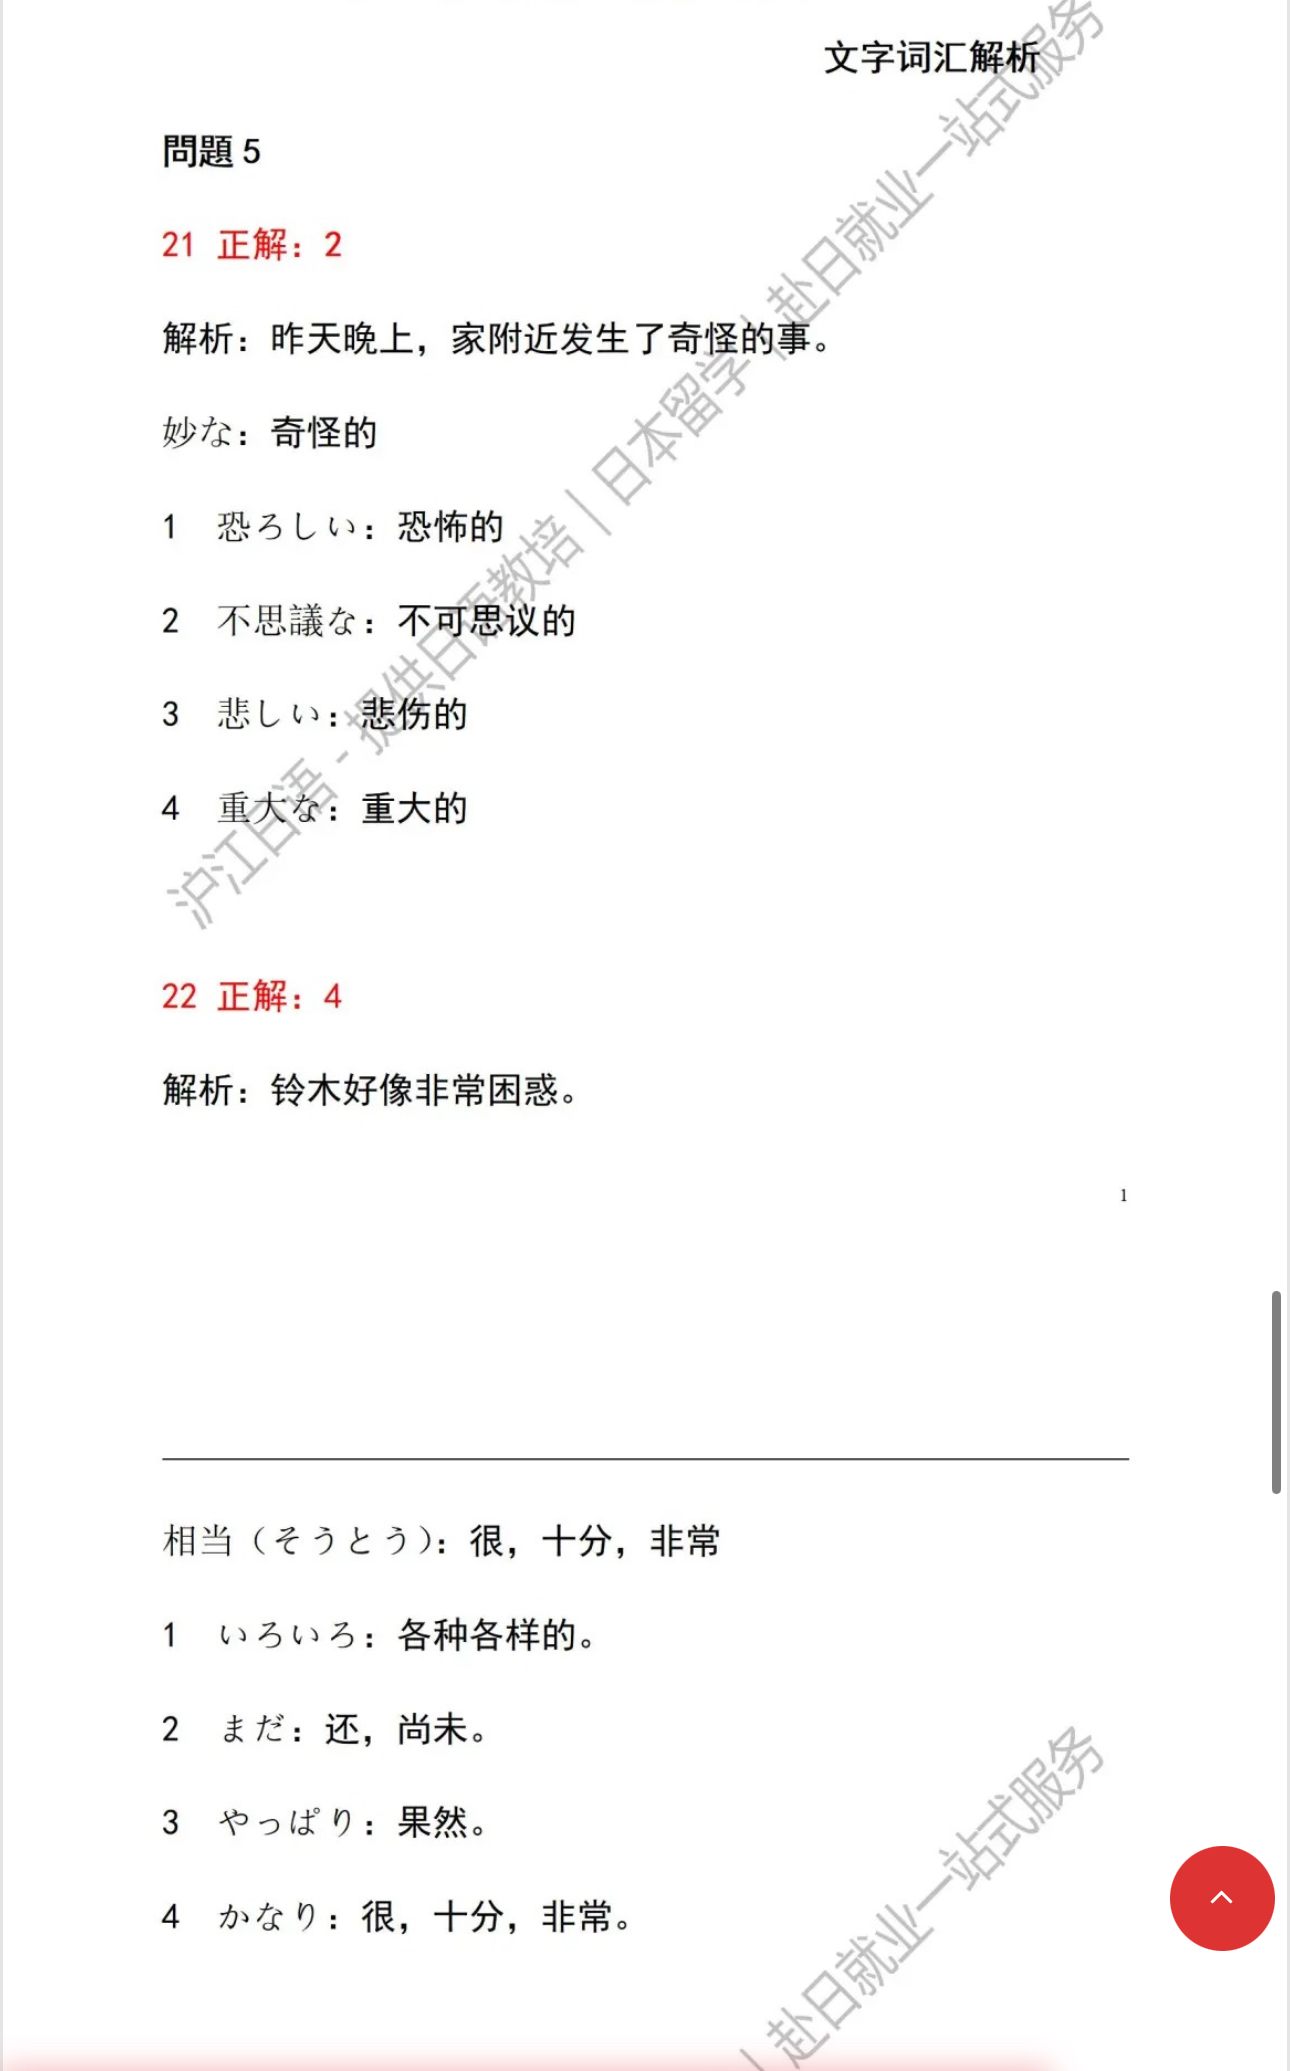 文字词汇解析
問題 5
21 正解：2
解析：昨天晚上，家附近发生了奇怪的事。
妙な：奇怪的
1 恐ろしい：恐怖的
2 不思議な：不可思议的
3 悲しい：悲伤的
4 重大な：重大的
22 正解：4
解析：铃木好像非常困惑。
1
相当（そうとう）：很，十分，非常
1 いろいろ：各种各样的。
2 まだ：还，尚未。
3 やっぱり：果然。
4 かなり：很，十分，非常。
沪江日语 - 提供日语教培 | 日本留学 | 赴日就业一站式服务
| 赴日就业一站式服务